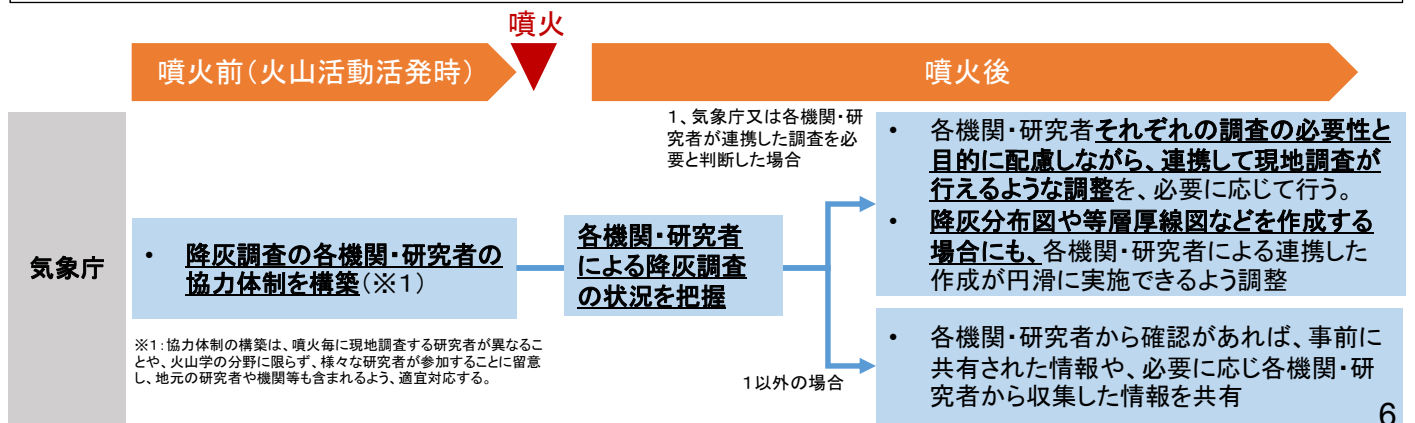 噴火
噴火前(火山活動活発時)
噴火後
気象庁
• 降灰調査の各機関・研究者の
協力体制を構築(※1)
※1:協力体制の構築は、噴火毎に現地調査する研究者が異なるこ
とや、火山学の分野に限らず、様々な研究者が参加することに留意
し、地元の研究者や機関等も含まれるよう、適宜対応する。
各機関・研究者
による降灰調査
の状況を把握
1、気象庁又は各機関・研
究者が連携した調査を必
要と判断した場合
• 各機関・研究者それぞれの調査の必要性と
目的に配慮しながら、連携して現地調査が
行えるような調整を、必要に応じて行う。
• 降灰分布図や等層厚線図などを作成する
場合にも、各機関・研究者による連携した
作成が円滑に実施できるよう調整
1以外の場合
• 各機関・研究者から確認があれば、事前に
共有された情報や、必要に応じ各機関・研
究者から収集した情報を共有
6